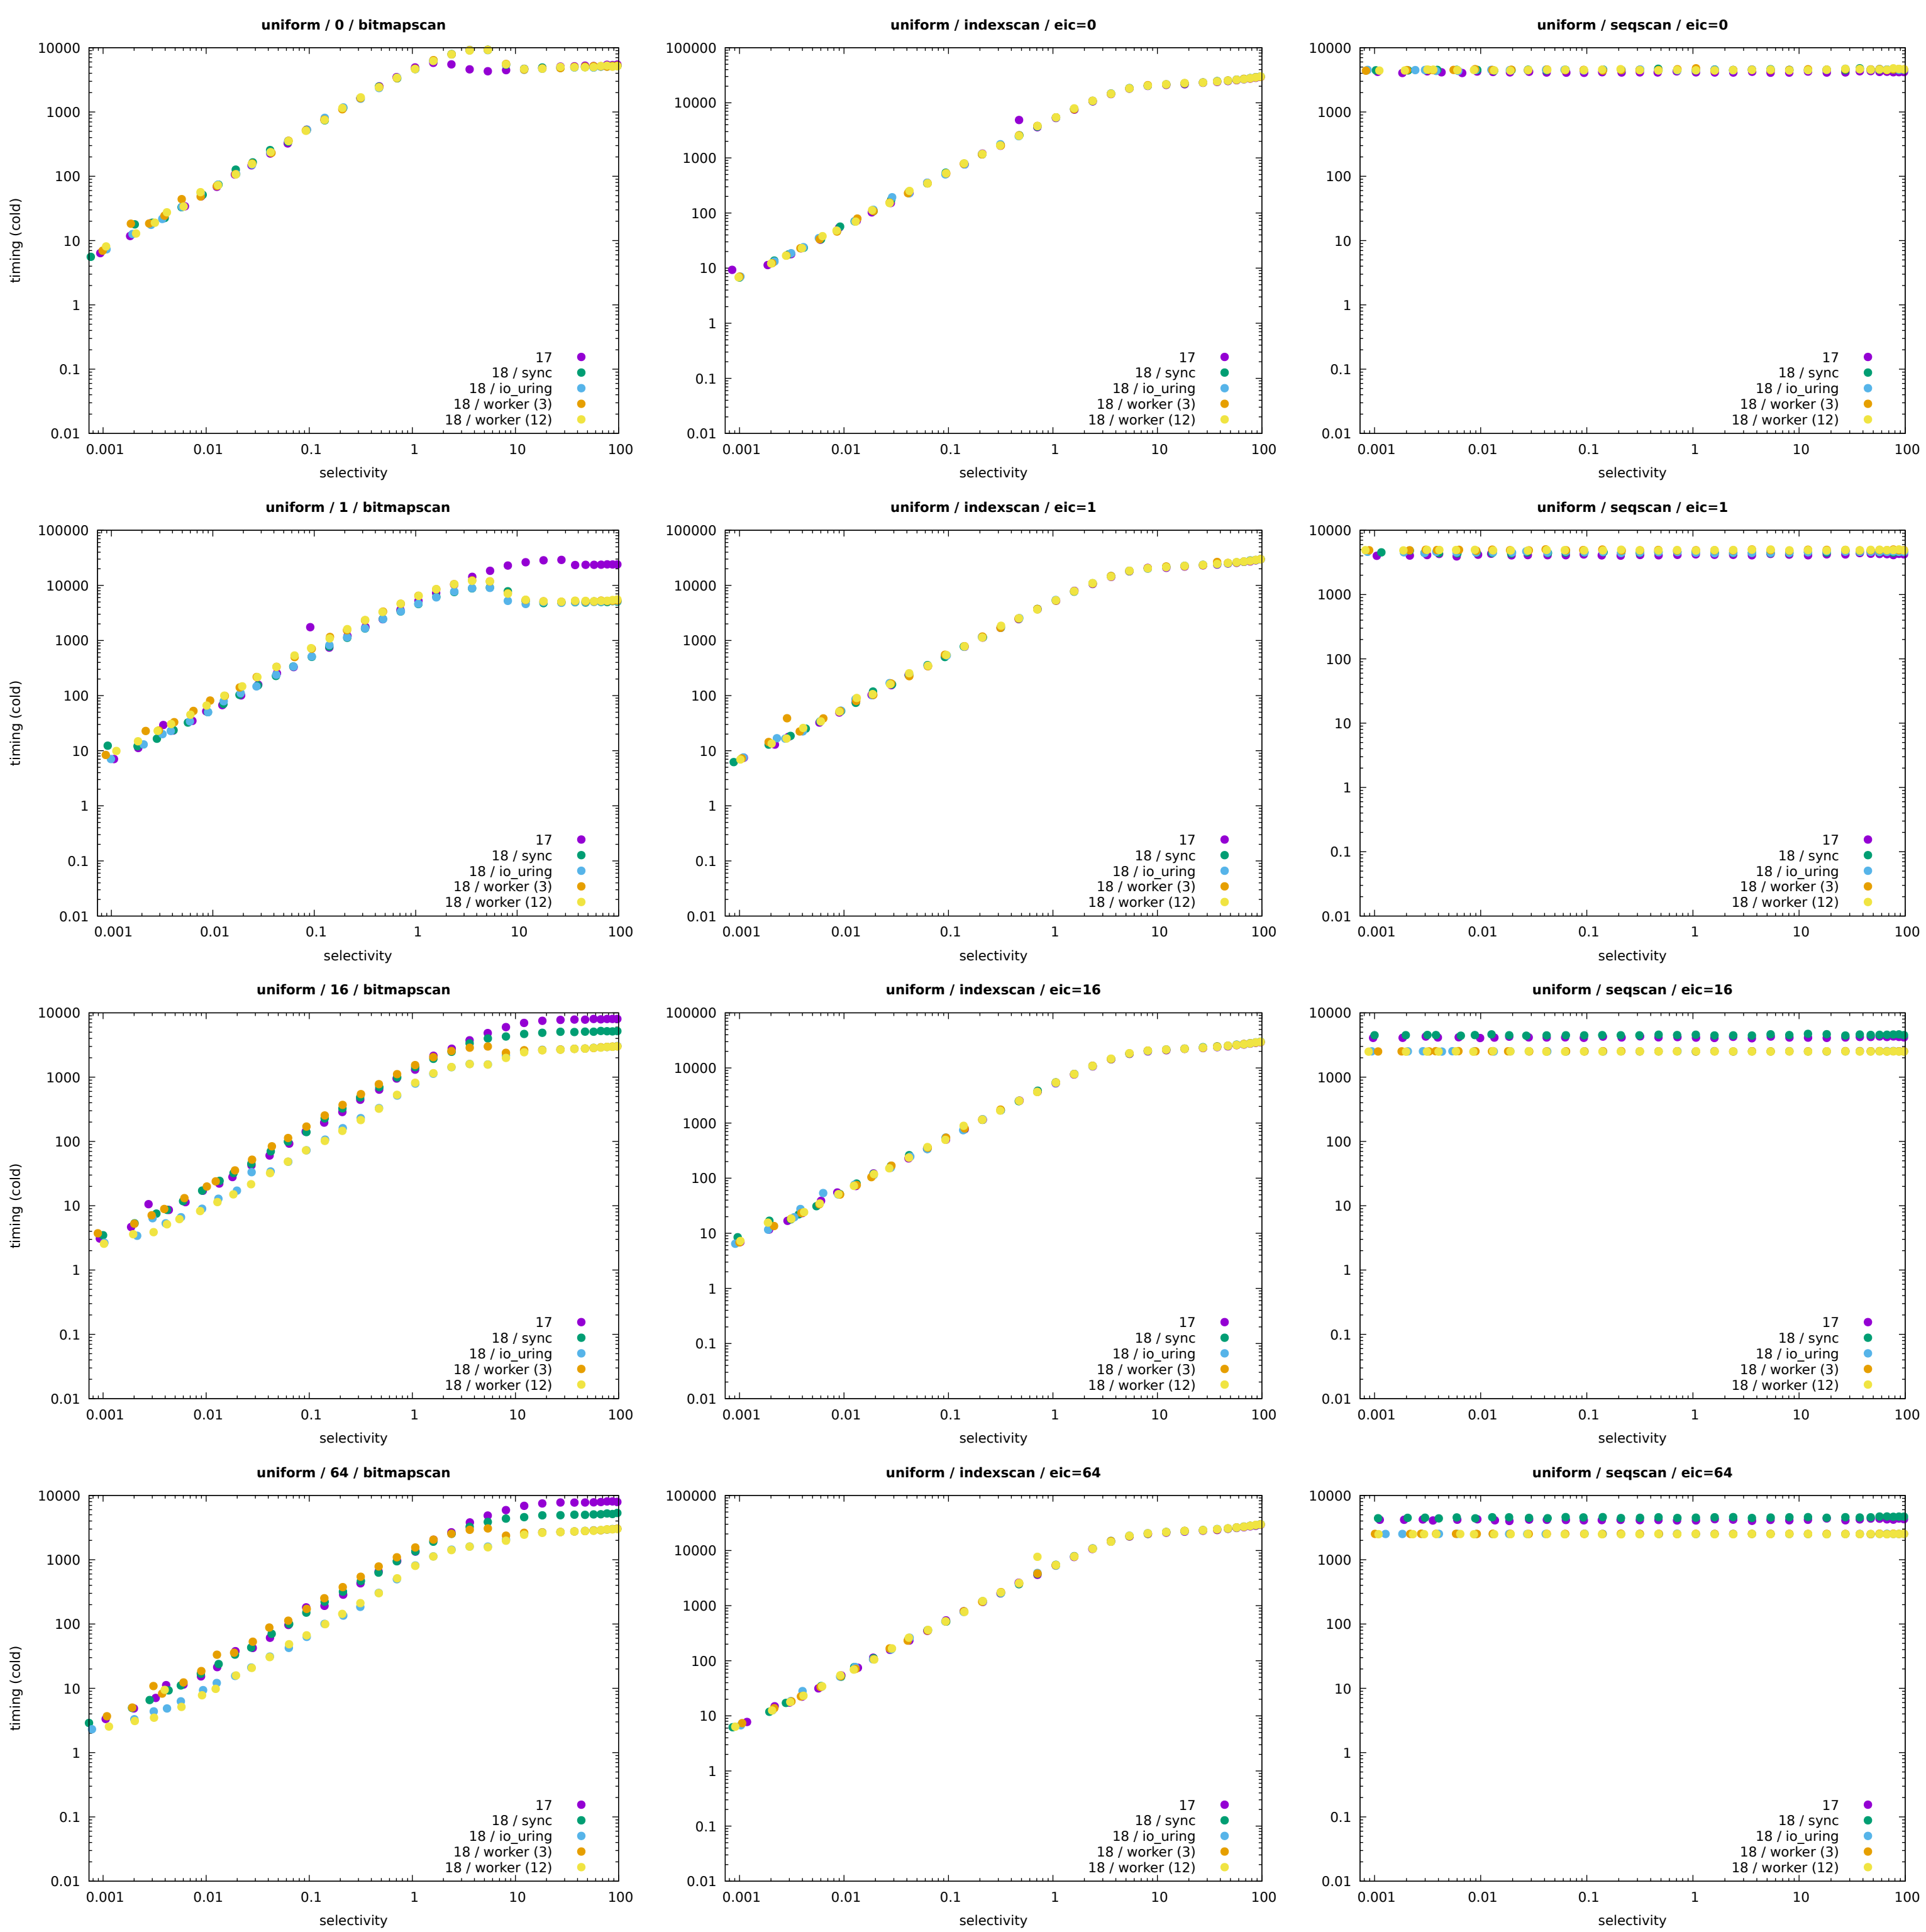 uniform / 0 / bitmapscan
10000
1000
100
10
1
0.1
0.01
timing (cold)
17
18 / sync
18 / io_uring
18 / worker (3)
18 / worker (12)
0.001 0.01 0.1 1 10 100
selectivity
uniform / indexscan / eic=0
100000
10000
1000
100
10
1
0.1
0.01
17
18 / sync
18 / io_uring
18 / worker (3)
18 / worker (12)
0.001 0.01 0.1 1 10 100
selectivity
uniform / seqscan / eic=0
10000
1000
100
10
1
0.1
0.01
17
18 / sync
18 / io_uring
18 / worker (3)
18 / worker (12)
0.001 0.01 0.1 1 10 100
selectivity
uniform / 1 / bitmapscan
100000
10000
1000
100
10
1
0.1
0.01
timing (cold)
17
18 / sync
18 / io_uring
18 / worker (3)
18 / worker (12)
0.001 0.01 0.1 1 10 100
selectivity
uniform / indexscan / eic=1
100000
10000
1000
100
10
1
0.1
0.01
17
18 / sync
18 / io_uring
18 / worker (3)
18 / worker (12)
0.001 0.01 0.1 1 10 100
selectivity
uniform / seqscan / eic=1
10000
1000
100
10
1
0.1
0.01
17
18 / sync
18 / io_uring
18 / worker (3)
18 / worker (12)
0.001 0.01 0.1 1 10 100
selectivity
uniform / 16 / bitmapscan
10000
1000
100
10
1
0.1
0.01
timing (cold)
17
18 / sync
18 / io_uring
18 / worker (3)
18 / worker (12)
0.001 0.01 0.1 1 10 100
selectivity
uniform / indexscan / eic=16
100000
10000
1000
100
10
1
0.1
0.01
17
18 / sync
18 / io_uring
18 / worker (3)
18 / worker (12)
0.001 0.01 0.1 1 10 100
selectivity
uniform / seqscan / eic=16
10000
1000
100
10
1
0.1
0.01
17
18 / sync
18 / io_uring
18 / worker (3)
18 / worker (12)
0.001 0.01 0.1 1 10 100
selectivity
uniform / 64 / bitmapscan
10000
1000
100
10
1
0.1
0.01
timing (cold)
17
18 / sync
18 / io_uring
18 / worker (3)
18 / worker (12)
0.001 0.01 0.1 1 10 100
selectivity
uniform / indexscan / eic=64
100000
10000
1000
100
10
1
0.1
0.01
17
18 / sync
18 / io_uring
18 / worker (3)
18 / worker (12)
0.001 0.01 0.1 1 10 100
selectivity
uniform / seqscan / eic=64
10000
1000
100
10
1
0.1
0.01
17
18 / sync
18 / io_uring
18 / worker (3)
18 / worker (12)
0.001 0.01 0.1 1 10 100
selectivity